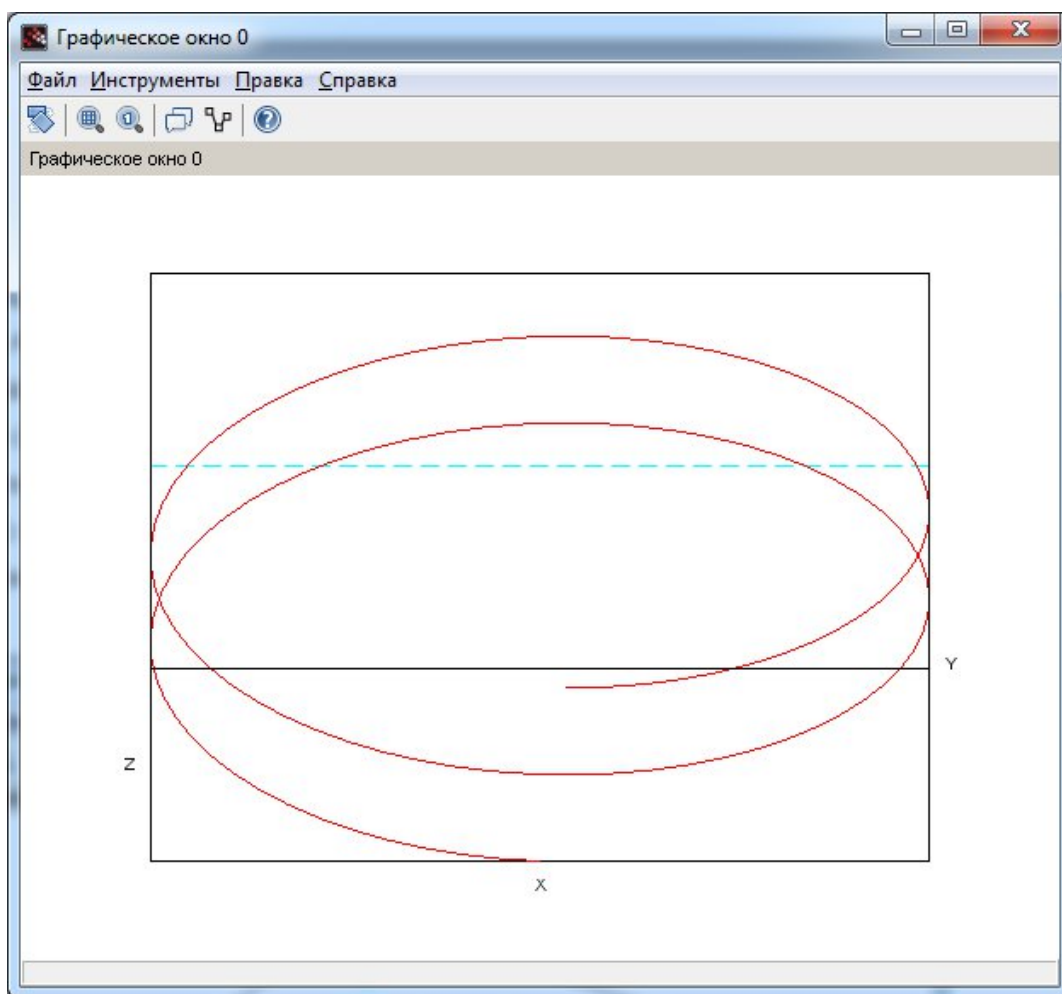 Графическое окно 0
Файл Инструменты Правка Справка
Графическое окно 0
Y
Z
X